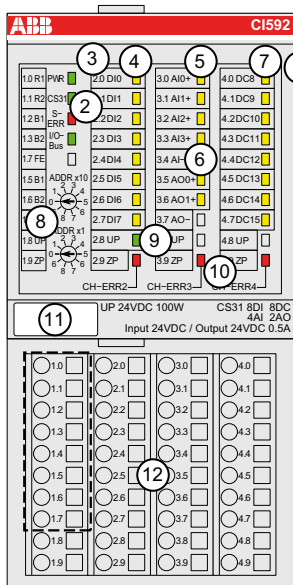 ABB CI592
3 4 5 7
1.0 R1 PWR 2.0 DI0 3.0 AI0+ 4.0 DC8
1.1 R2 CS31 DI1 3.1 AI1+ 4.1 DC9
2
1.2 B1 S-ERR DI2 3.2 AI2+ 4.2 DC10
1.3 B2 I/O-Bus 2.3 DI3 3.3 AI3+ 4.3 DC11
1.7 FE 2.4 DI4 3.4 AI- 6 4.4 DC12
1.5 B1 ADDR x10 2.5 DI5 3.5 AO0+ 4.5 DC13
1.6 B2 2.6 DI6 3.6 AO1+ 4.6 DC14
8 ADDR x1 2.7 DI7 3.7 AO- 4.7 DC15
1.8 UP 2.8 UP 9 UP 4.8 UP
1.9 ZP 2.9 ZP 3.9 ZP 10 ZP
CH-ERR2 CH-ERR3 CH-ERR4
11 UP 24VDC 100W CS31 8DI 8DC
4AI 2AO
Input 24VDC / Output 24VDC 0.5A
1.0 2.0 3.0 4.0
1.1 2.1 3.1 4.1
1.2 2.2 3.2 4.2
1.3 2.3 3.3 4.3
1.4 2.4 3.4 4.4
1.5 2.5 12 3.5 4.5
1.6 2.6 3.6 4.6
1.7 2.7 3.7 4.7
1.8 2.8 3.8 4.8
1.9 2.9 3.9 4.9